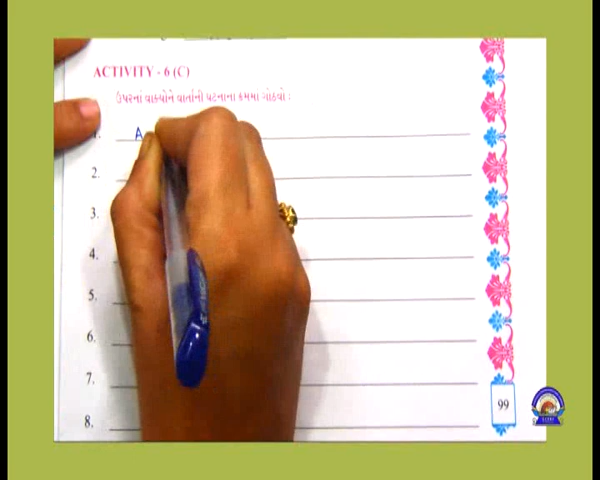 ACTIVITY - 6 (C)
ઉપરનાં વાક્યોને વાર્તાની ઘટનાના ક્રમમાં ગોઠવો :
1. A
2.
3.
4.
5.
6.
7.
8.
99